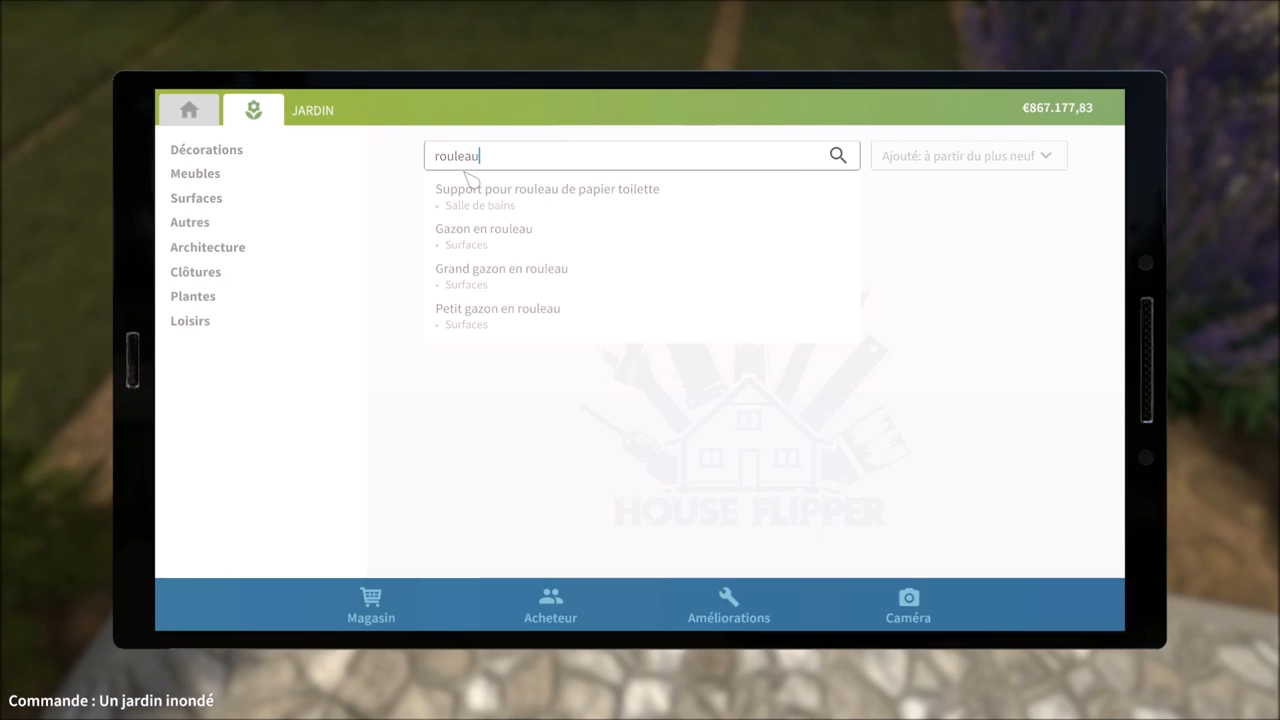 JARDIN
€867.177,83
Décorations
Meubles
Surfaces
Autres
Architecture
Clôtures
Plantes
Loisirs
rouleau
Ajouté: à partir du plus neuf
Support pour rouleau de papier toilette
• Salle de bains
Gazon en rouleau
• Surfaces
Grand gazon en rouleau
• Surfaces
Petit gazon en rouleau
• Surfaces
HOUSE FLIPPER
Magasin
Acheteur
Améliorations
Caméra
Commande : Un jardin inondé